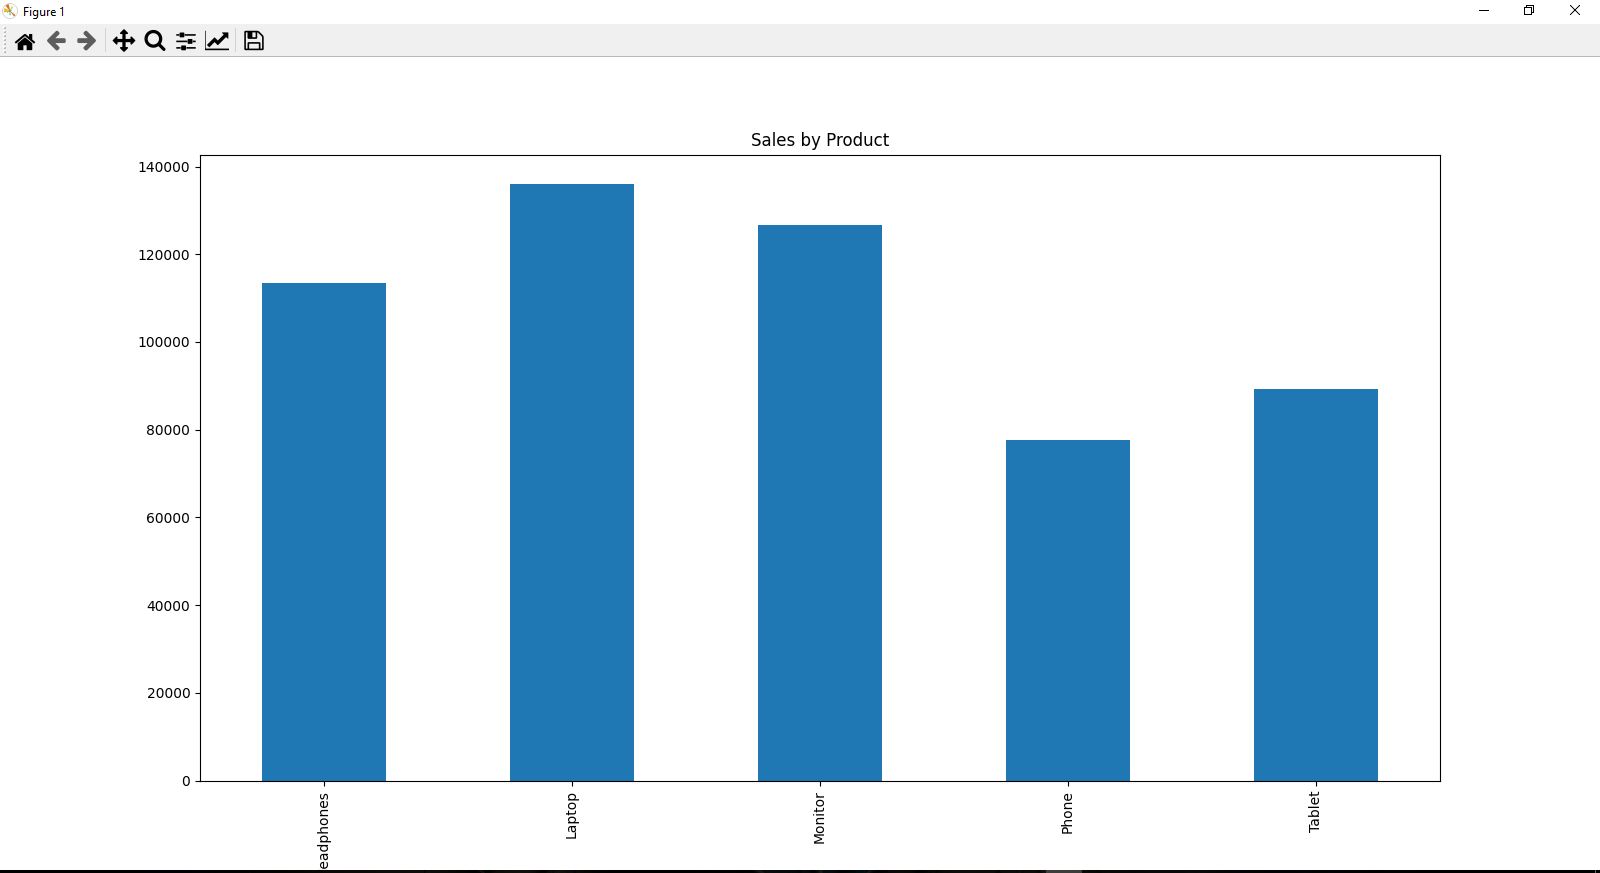 Figure 1
Sales by Product
140000
120000
100000
80000
60000
40000
20000
0
eadphones
Laptop
Monitor
Phone
Tablet